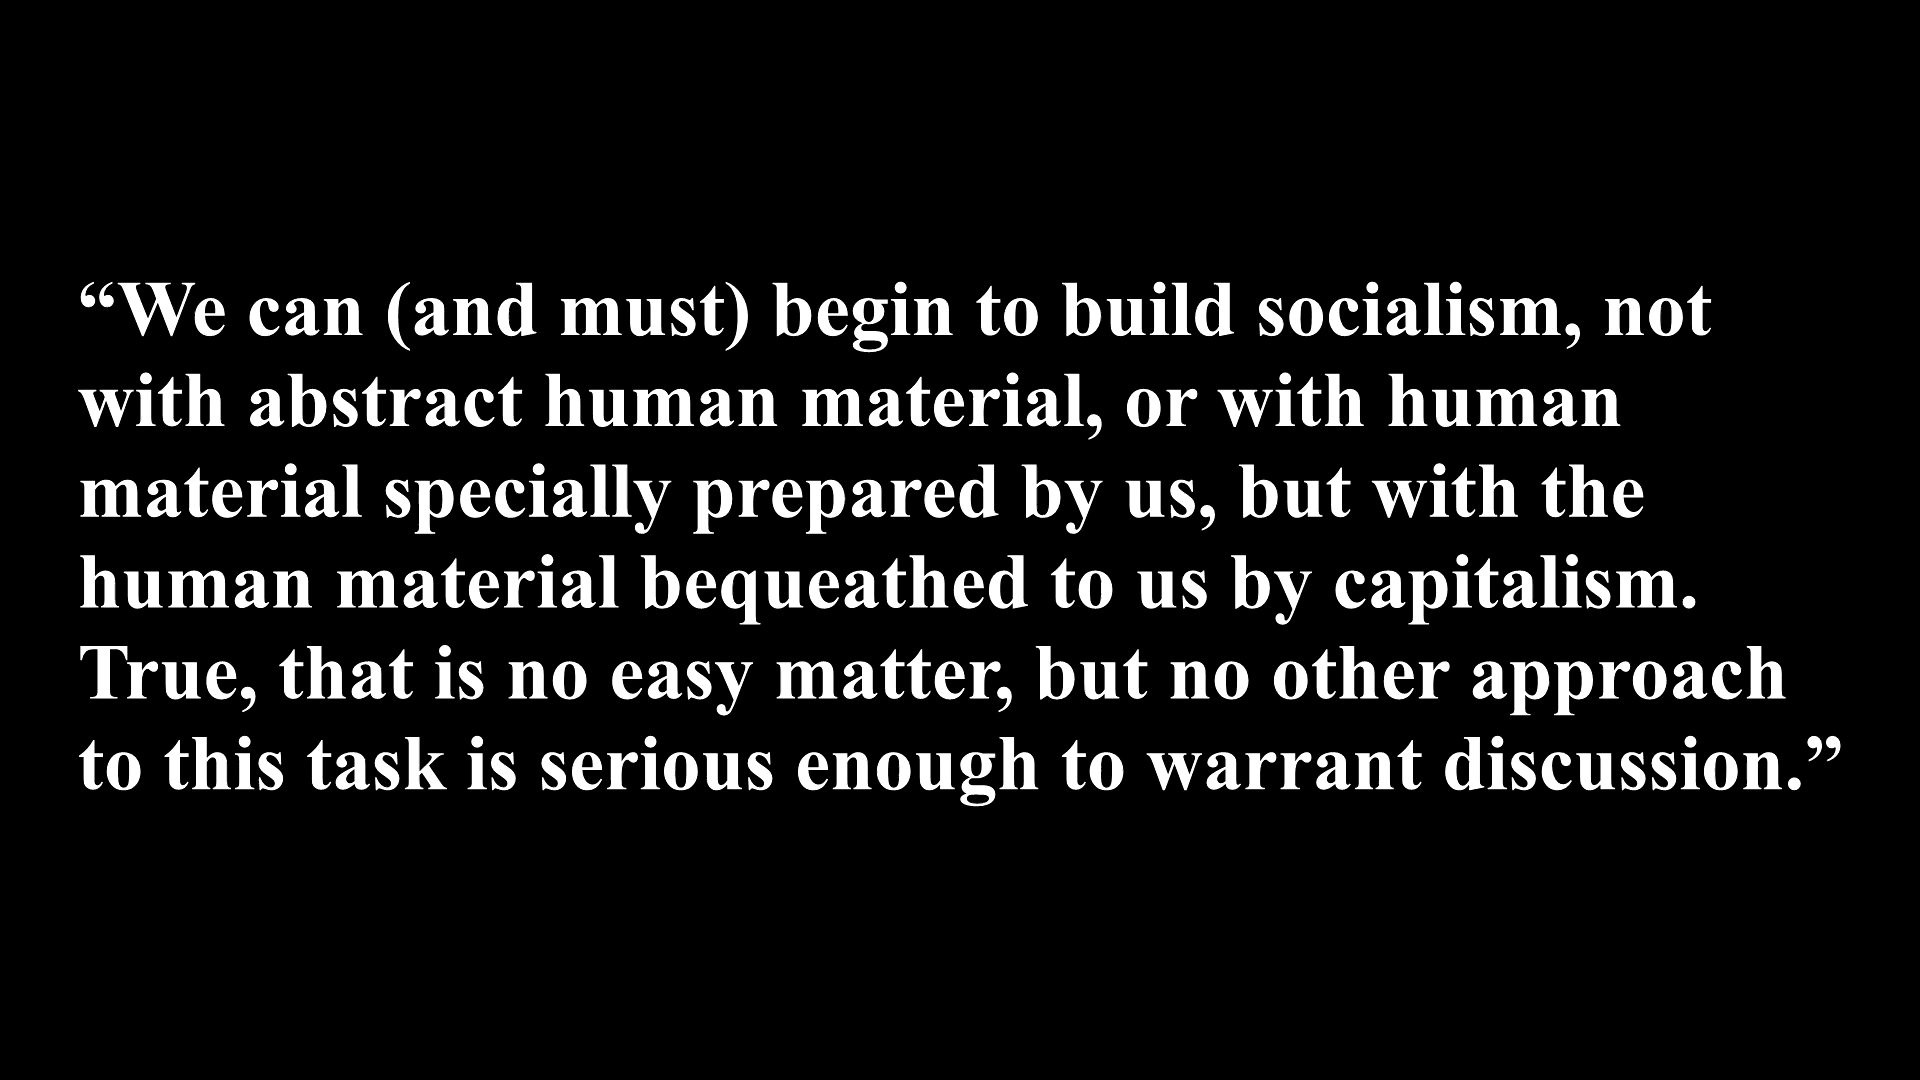 “We can (and must) begin to build socialism, not
with abstract human material, or with human
material specially prepared by us, but with the
human material bequeathed to us by capitalism.
True, that is no easy matter, but no other approach
to this task is serious enough to warrant discussion.”